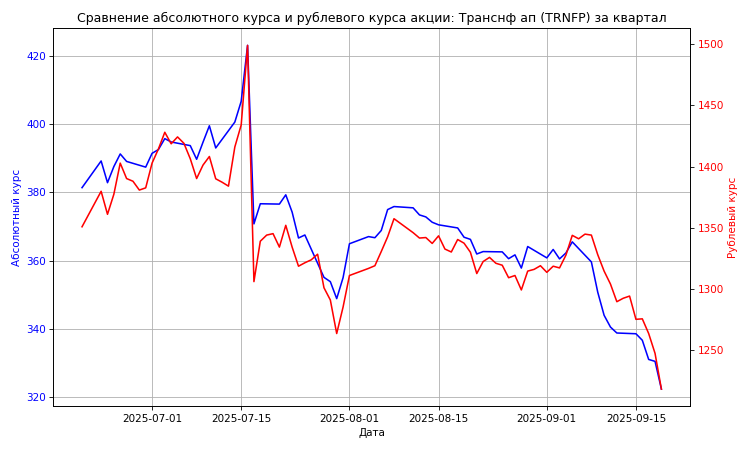 Сравнение абсолютного курса и рублевого курса акции: Транснф ап (TRNFP) за квартал
420
400
380
360
340
320
Абсолютный курс
1500
1450
1400
1350
1300
1250
Рублевый курс
2025-07-01 2025-07-15 2025-08-01 2025-08-15 2025-09-01 2025-09-15
Дата